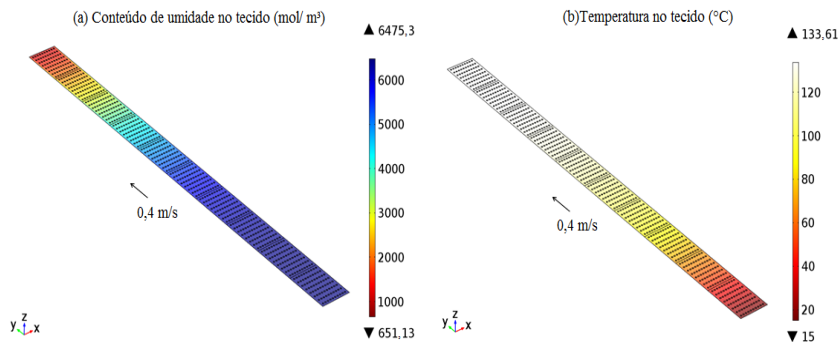 (a) Conteúdo de umidade no tecido (mol/ m³)
▲ 6475,3
6000
5000
4000
3000
2000
1000
▼ 651,13
0,4 m/s
y z x
(b)Temperatura no tecido (°C)
▲ 133,61
120
100
80
60
40
20
▼ 15
0,4 m/s
y z x